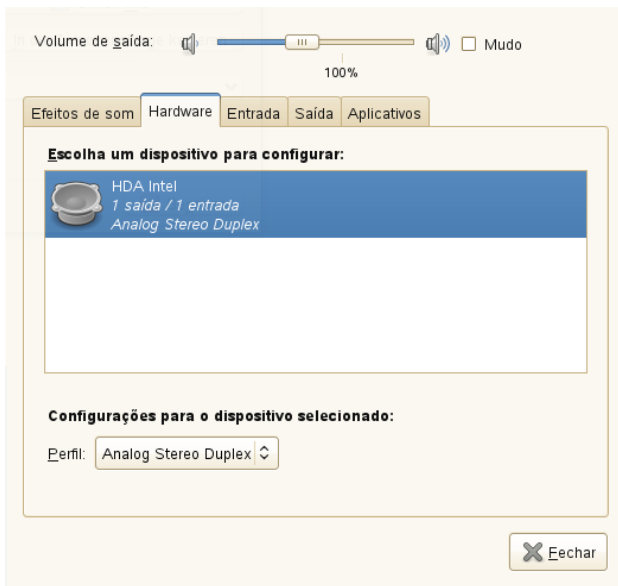 Volume de saída:
Mudo
100%
Efeitos de som Hardware Entrada Saída Aplicativos
Escolha um dispositivo para configurar:
HDA Intel
1 saída / 1 entrada
Analog Stereo Duplex
Configurações para o dispositivo selecionado:
Perfil: Analog Stereo Duplex
Fechar